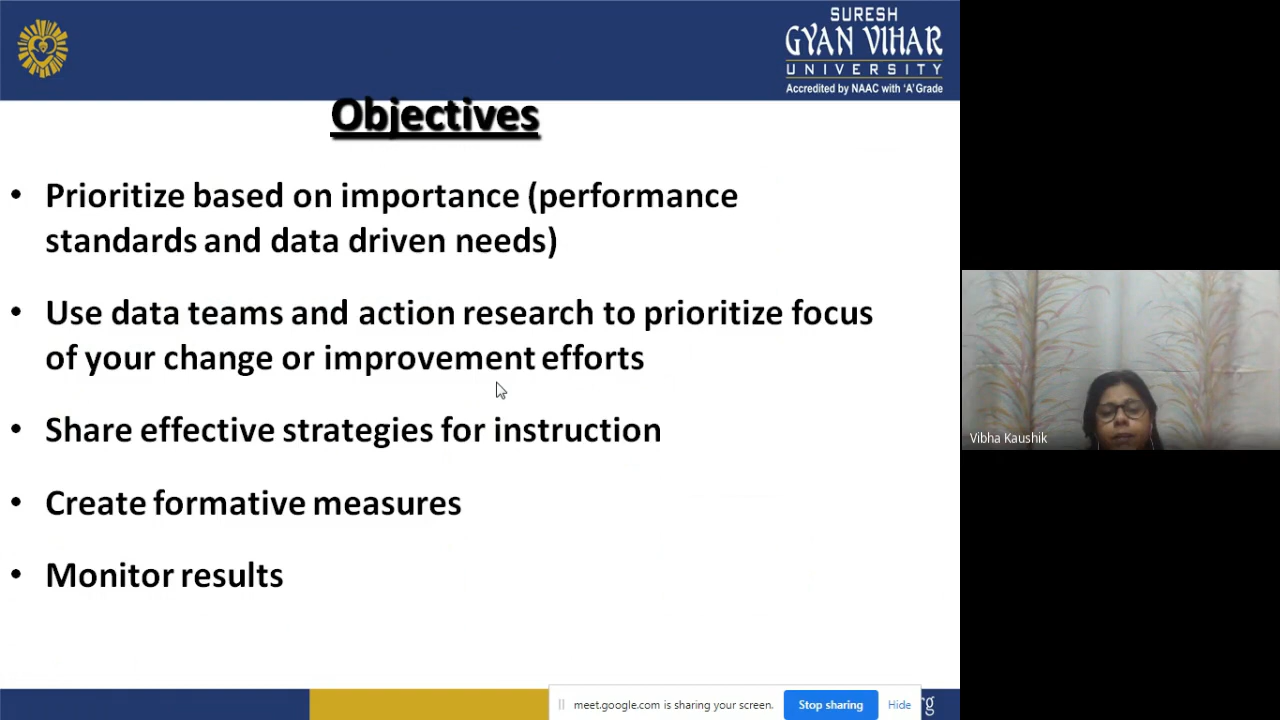 SURESH
GYAN VIHAR
UNIVERSITY
Accredited by NAAC with 'A' Grade
Objectives
• Prioritize based on importance (performance
standards and data driven needs)
• Use data teams and action research to prioritize focus
of your change or improvement efforts
• Share effective strategies for instruction
• Create formative measures
• Monitor results
Vibha Kaushik
meet.google.com is sharing your screen.
Stop sharing
Hide